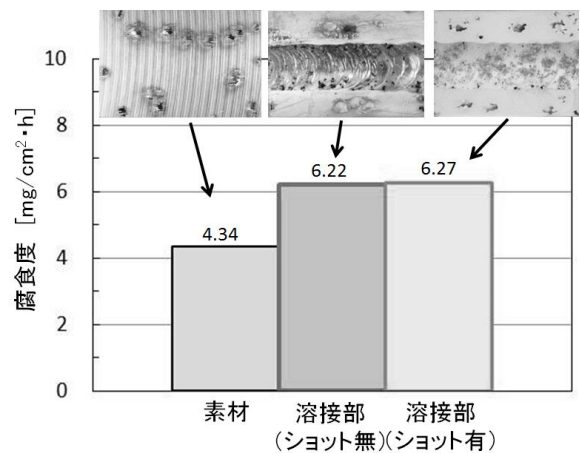 腐食度 [mg/cm²・h]
10
8
6
4
2
0
4.34
6.22
6.27
素材
溶接部
(ショット無)
溶接部
(ショット有)